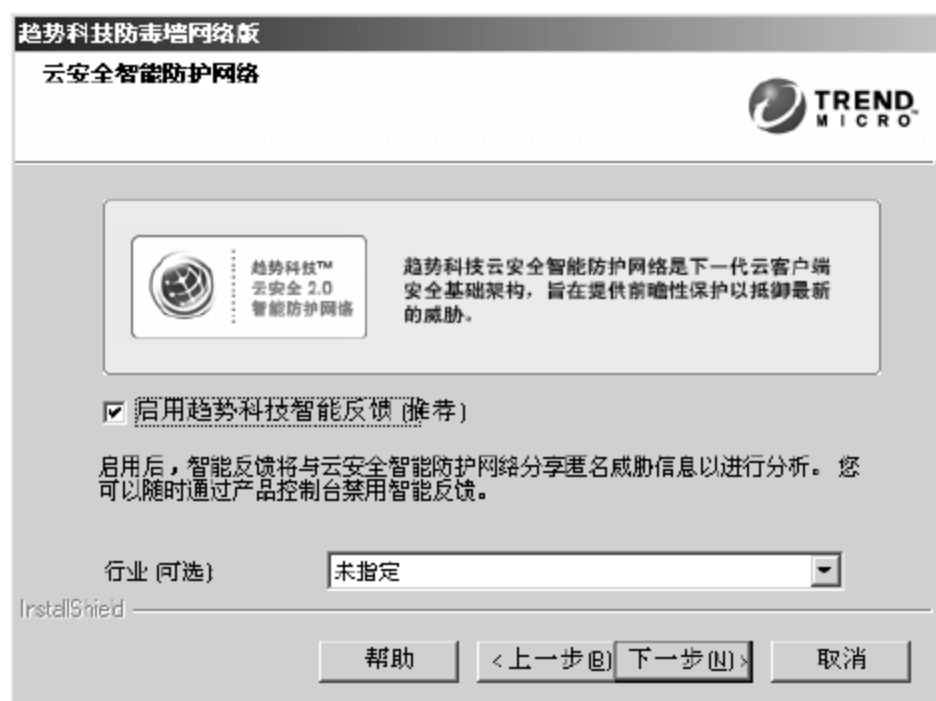 趋势科技防毒墙网络版
云安全智能防护网络
TREND
MICRO
趋势科技™
云安全 2.0
智能防护网络
趋势科技云安全智能防护网络是下一代云客户端
安全基础架构，旨在提供前瞻性保护以抵御最新
的威胁。
启用趋势科技智能反馈 (推荐)
启用后，智能反馈将与云安全智能防护网络分享匿名威胁信息以进行分析。 您
可以随时通过产品控制台禁用智能反馈。
行业 (可选)
未指定
InstallShield
帮助
<上一步(B)
下一步(N)>
取消